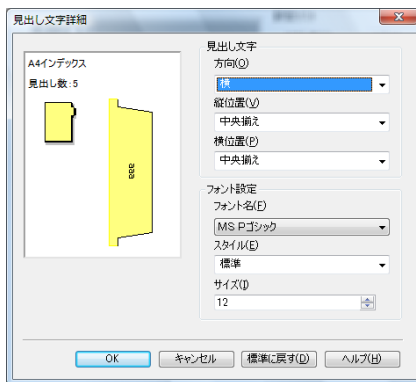 見出し文字詳細
A4インデックス
見出し数:5
aaa
見出し文字
方向(O)
横
縦位置(V)
中央揃え
横位置(P)
中央揃え
フォント設定
フォント名(F)
MS Pゴシック
スタイル(E)
標準
サイズ(I)
12
OK
キャンセル
標準に戻す(D)
ヘルプ(H)